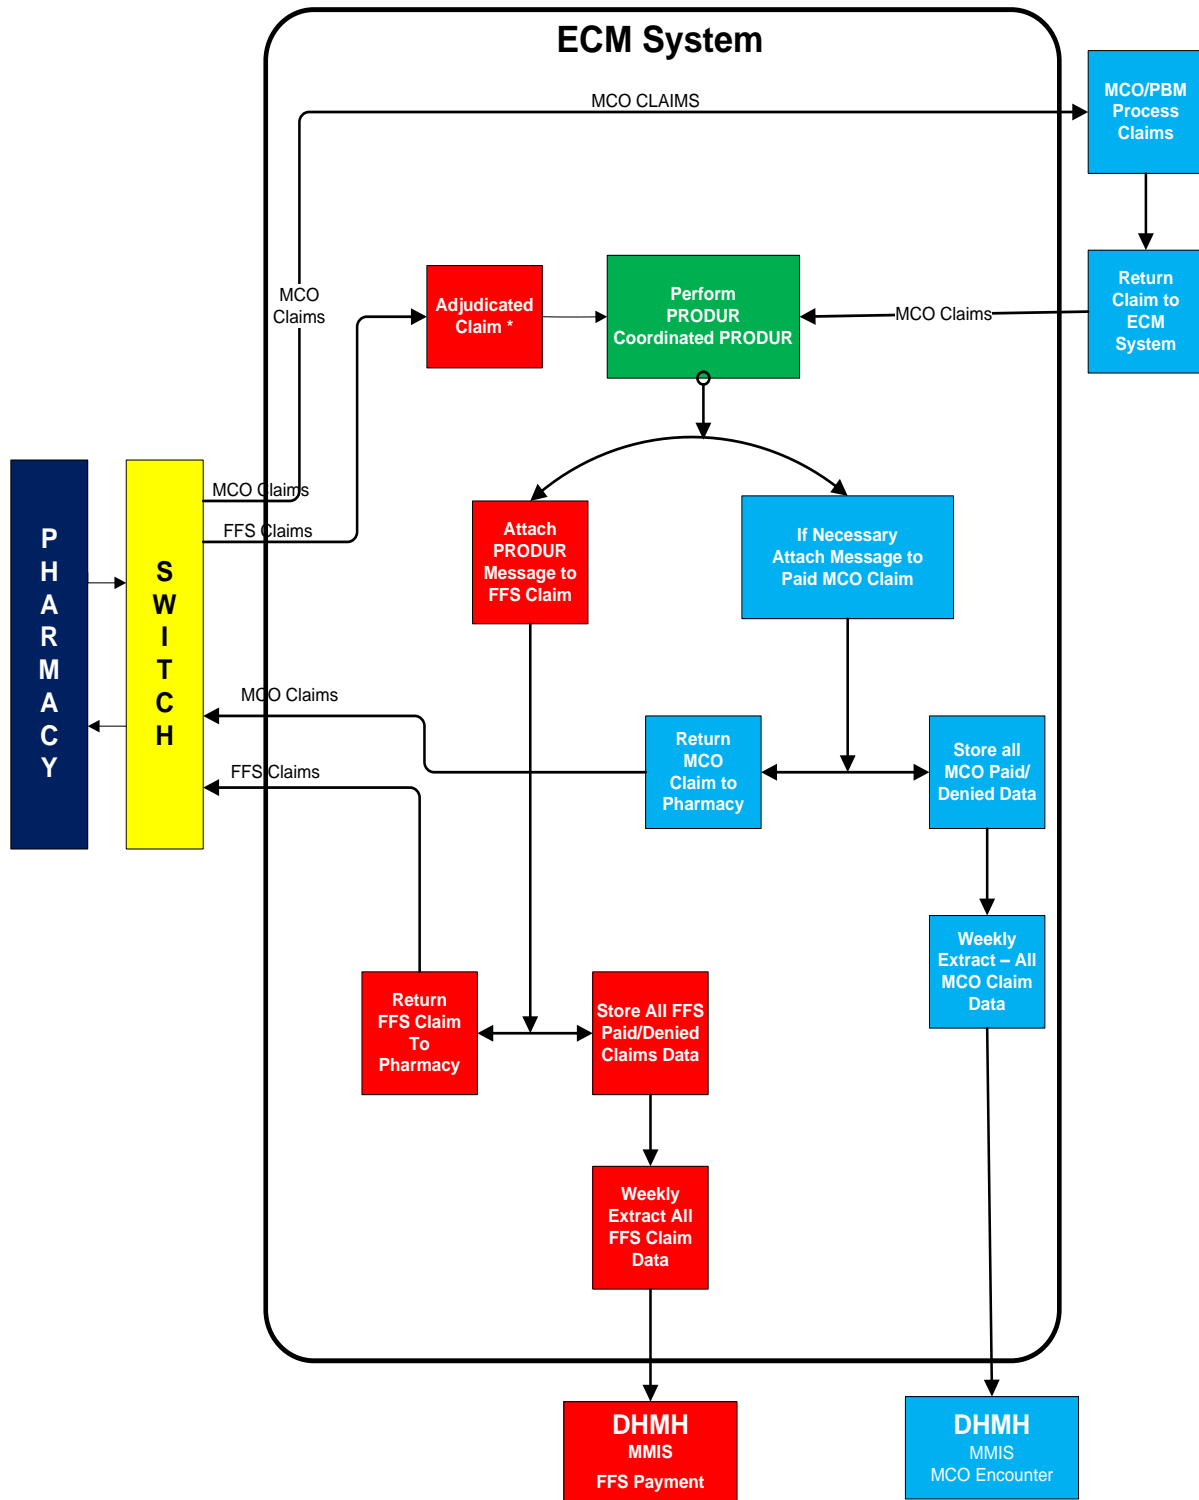 ECM System
MCO CLAIMS
MCO/PBM
Process
Claims
MCO
Claims
Adjudicated
Claim *
Perform
PRODUR
Coordinated PRODUR
MCO Claims
Return
Claim to
ECM
System
MCO Claims
FFS Claims
P
H
A
R
M
A
C
Y
S
W
I
T
C
H
Attach
PRODUR
Message to
FFS Claim
If Necessary
Attach Message to
Paid MCO Claim
MCO Claims
FFS Claims
Return
MCO
Claim to
Pharmacy
Store all
MCO Paid/
Denied Data
Weekly
Extract – All
MCO Claim
Data
Return
FFS Claim
To
Pharmacy
Store All FFS
Paid/Denied
Claims Data
Weekly
Extract All
FFS Claim
Data
DHMH
MMIS
FFS Payment
DHMH
MMIS
MCO Encounter